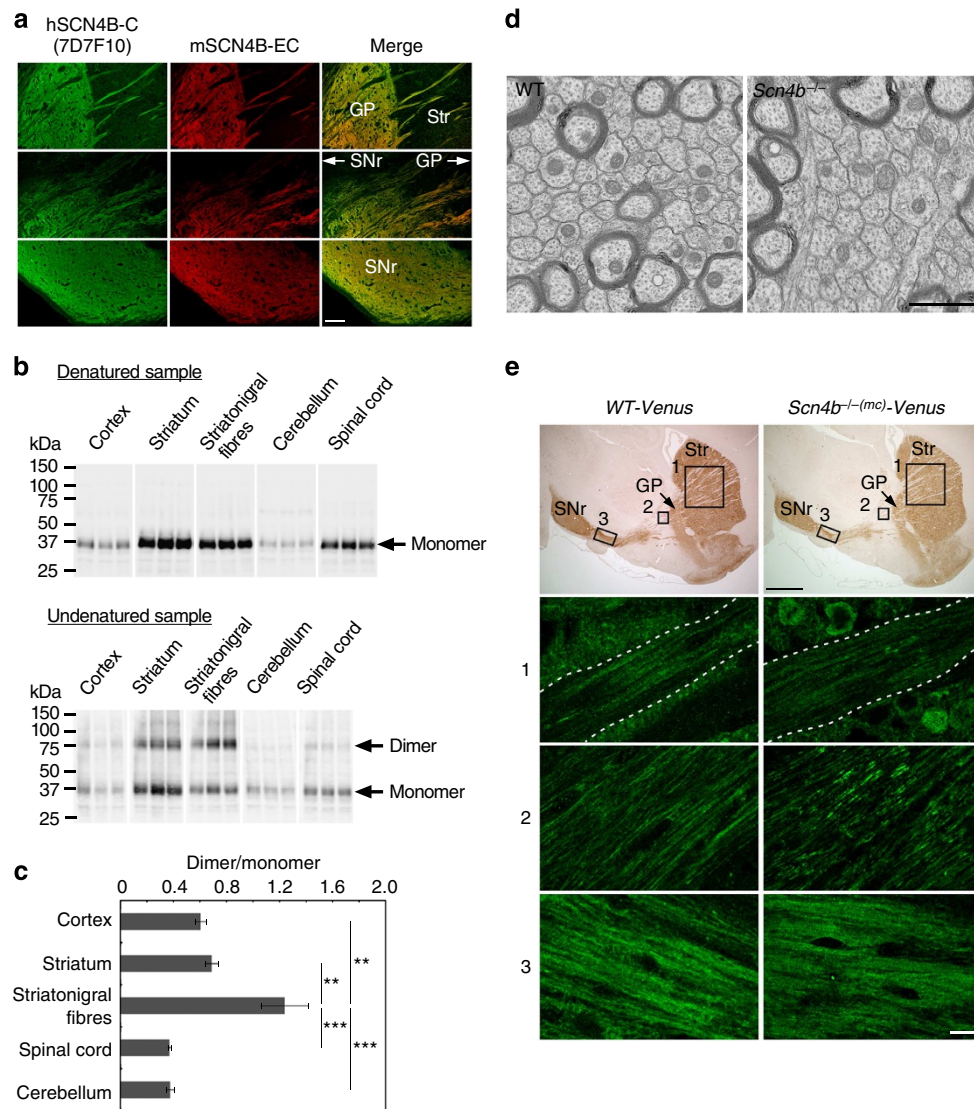 a
hSCN4B-C
(7D7F10)
mSCN4B-EC
Merge
GP
Str
SNr
GP
SNr
b
Denatured sample
Cortex
Striatum
Striatonigral
fibres
Cerebellum
Spinal cord
kDa
150
100
75
50
37
25
Monomer
Undenatured sample
Cortex
Striatum
Striatonigral
fibres
Cerebellum
Spinal cord
kDa
150
100
75
50
37
25
Dimer
Monomer
c
Dimer/monomer
0 0.4 0.8 1.2 1.6 2.0
Cortex
Striatum
Striatonigral
fibres
Spinal cord
Cerebellum
**
**
***
***
d
WT
Scn4b–/–
e
WT-Venus
Scn4b–/–(mc)-Venus
Str
1
GP
2
SNr
3
Str
1
GP
2
SNr
3
1
2
3